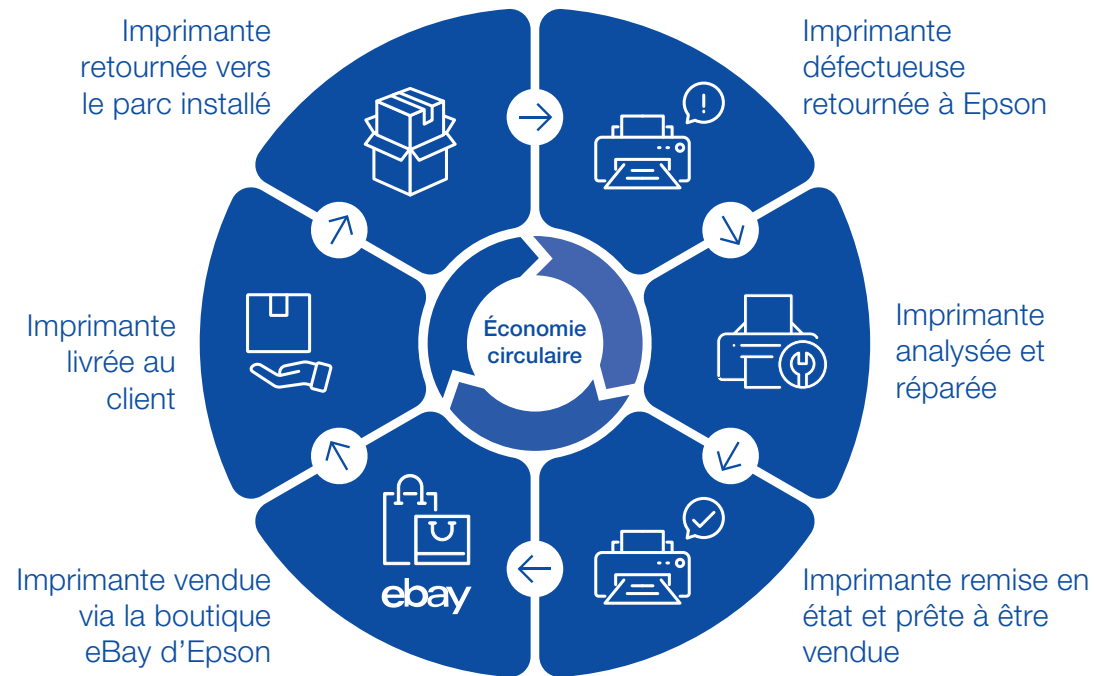 Imprimante
retournée vers
le parc installé
Imprimante
défectueuse
retournée à Epson
Imprimante
analysée et
réparée
Imprimante remise en
état et prête à être
vendue
Imprimante vendue
via la boutique
eBay d’Epson
ebay
Imprimante
livrée au
client
Économie
circulaire